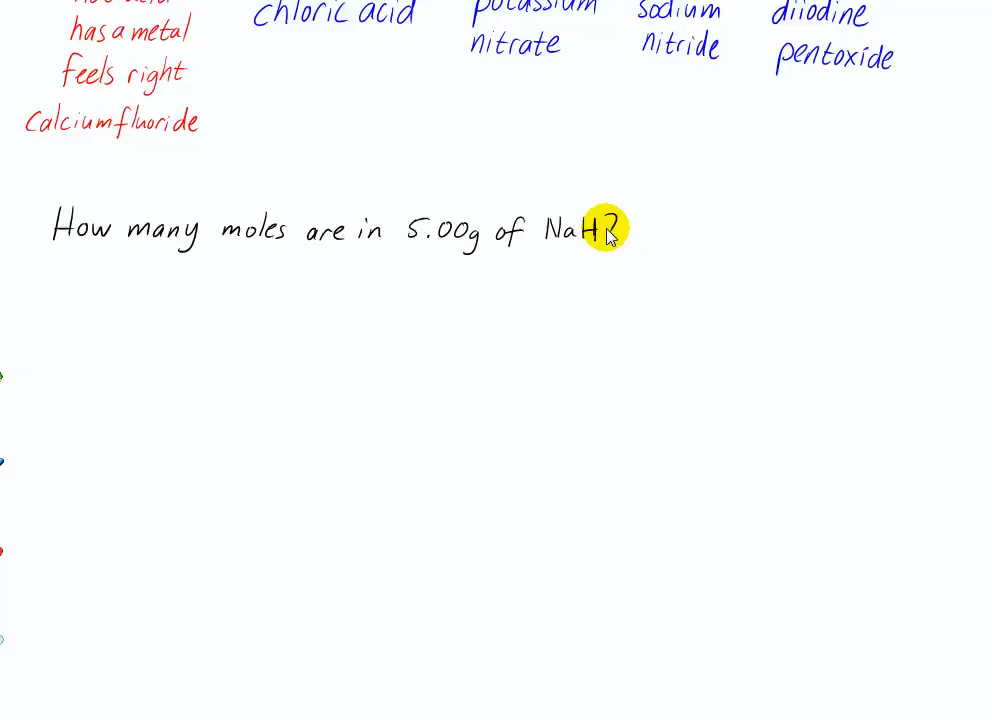 chloric acid
potassium
nitrate
sodium
nitride
diiodine
pentoxide
has a metal
feels right
Calcium fluoride
How many moles are in 5.00g of NaH?